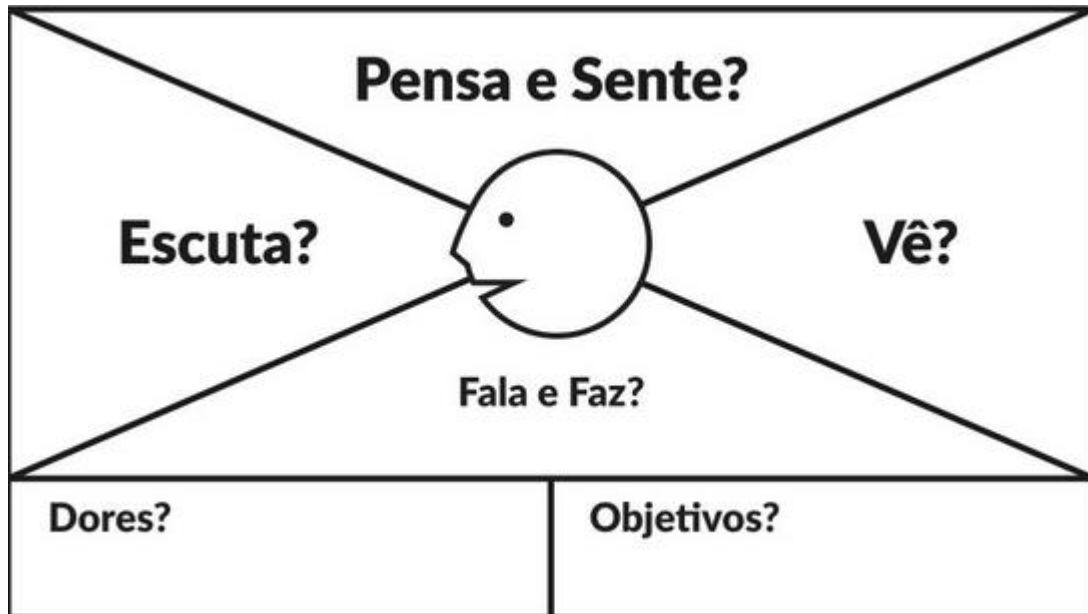 Pensa e Sente?
Escuta?
Vê?
Fala e Faz?
Dores?
Objetivos?